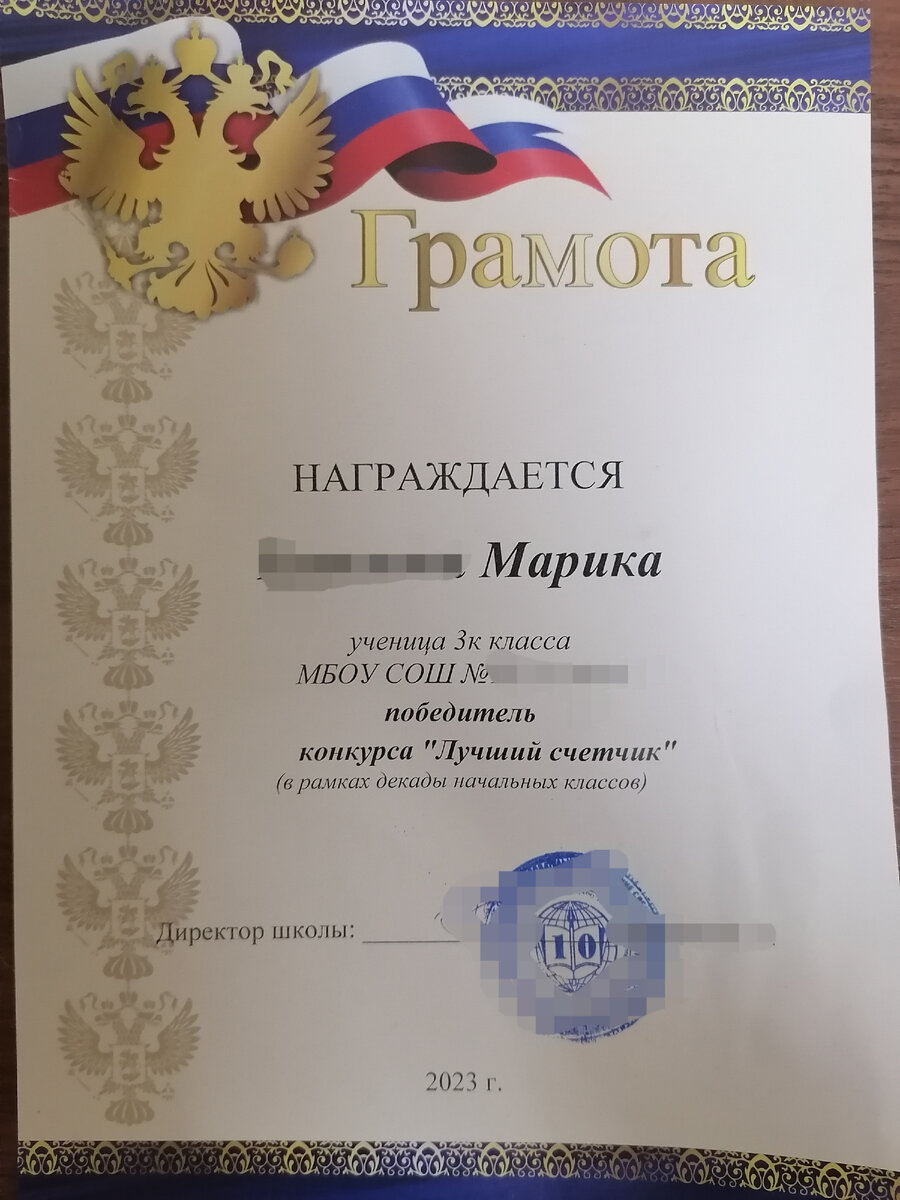 Грамота
НАГРАЖДАЕТСЯ
Марика
ученица 3к класса
МБОУ СОШ №
победитель
конкурса "Лучший счетчик"
(в рамках декады начальных классов)
Директор школы:
10
2023 г.